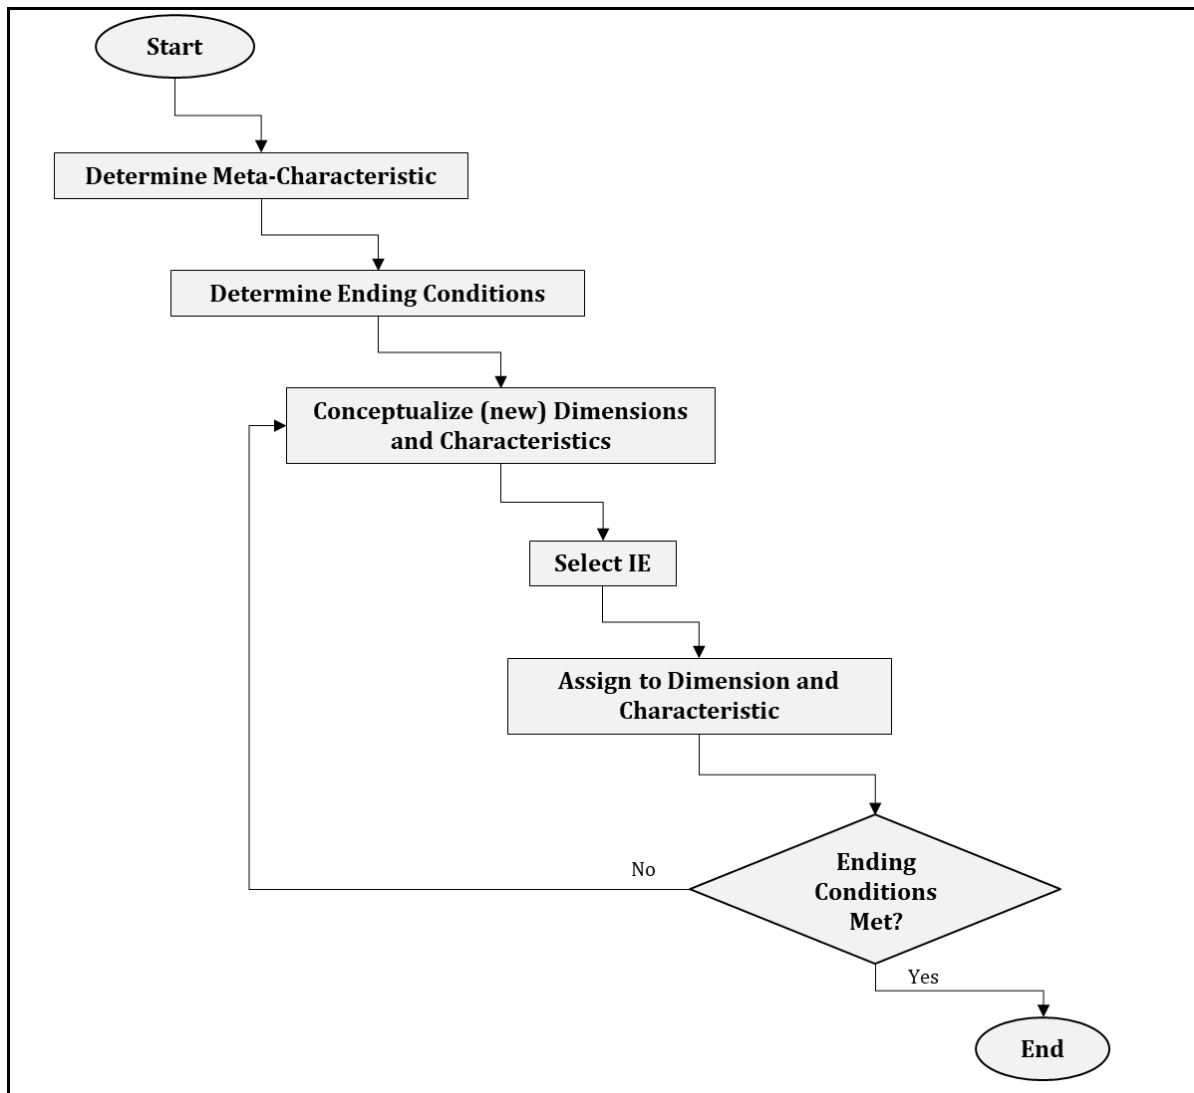 Start
Determine Meta-Characteristic
Determine Ending Conditions
Conceptualize (new) Dimensions
and Characteristics
Select IE
Assign to Dimension and
Characteristic
Ending
Conditions
Met?
No
Yes
End